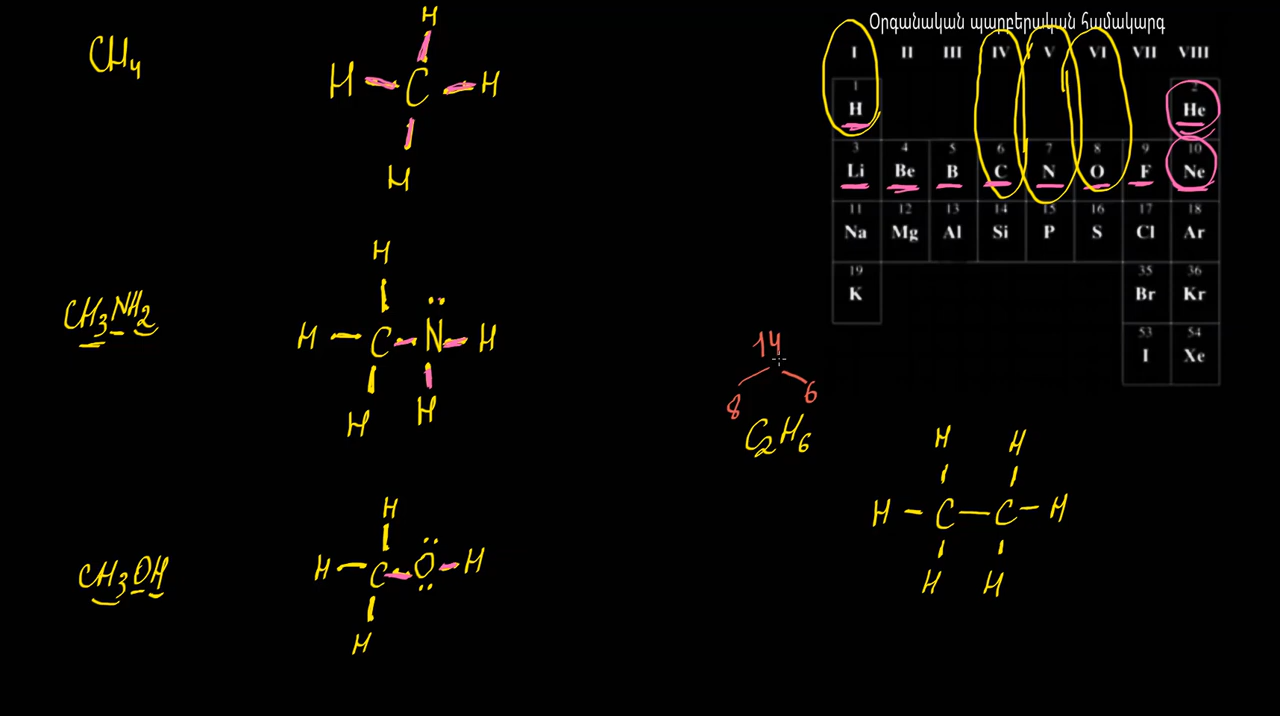 Օրգանական պարբերական համակարգ
I II III IV V VI VII VIII
1 2
H He
3 4 5 6 7 8 9 10
Li Be B C N O F Ne
11 12 13 14 15 16 17 18
Na Mg Al Si P S Cl Ar
19 35 36
K Br Kr
53 54
I Xe
CH4
H
H C H
H
CH3NH2
H
H C N H
H H
CH3OH
H
H C O H
H
14
8 6
C2H6
H H
H C C H
H H